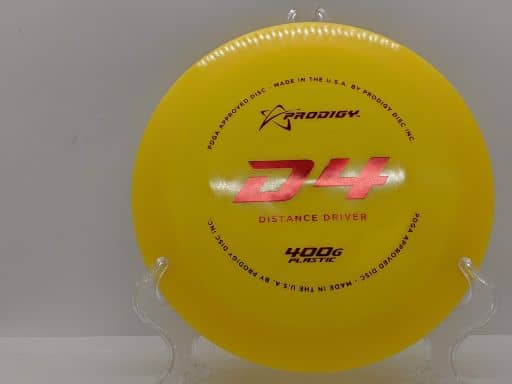 PDGA APPROVED DISC - MADE IN THE U.S.A. BY PRODIGY DISC INC.
PRODIGY
D4
DISTANCE DRIVER
400G
PLASTIC
PDGA APPROVED DISC - MADE IN THE U.S.A. BY PRODIGY DISC INC.